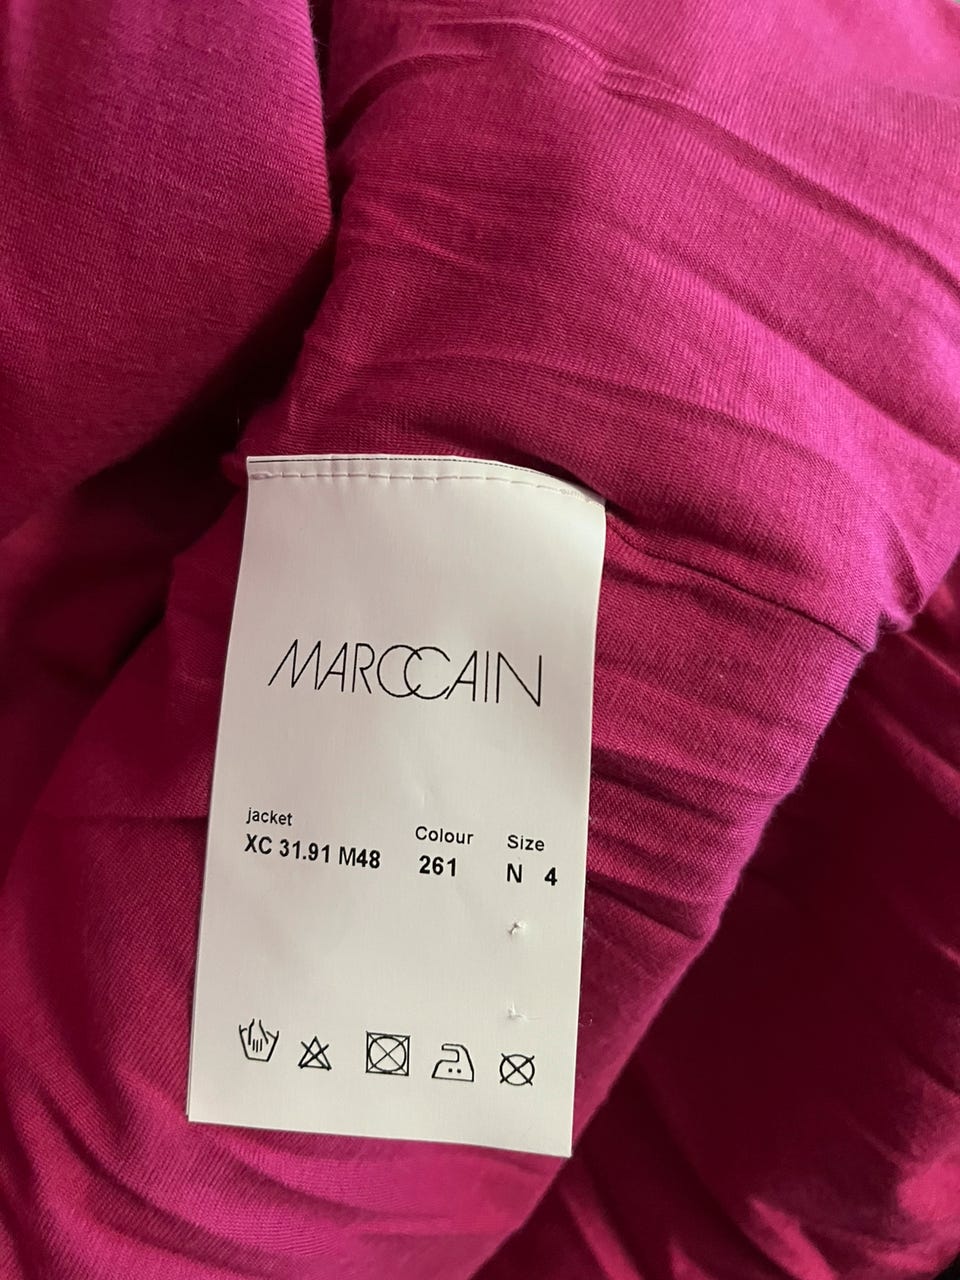 MARCCAIN
jacket Colour Size
XC 31.91 M48 261 N 4